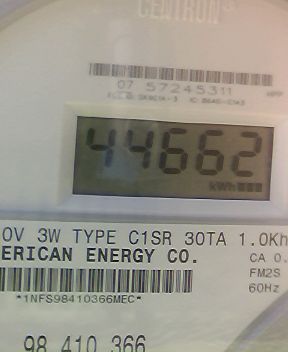 CENTRON
07 57245311
44662
kWh
0V 3W TYPE C1SR 30TA 1.0Kh
ERICAN ENERGY CO. CA 0.
FM2S
*1NFS98410366MEC* 60Hz
98 410 366